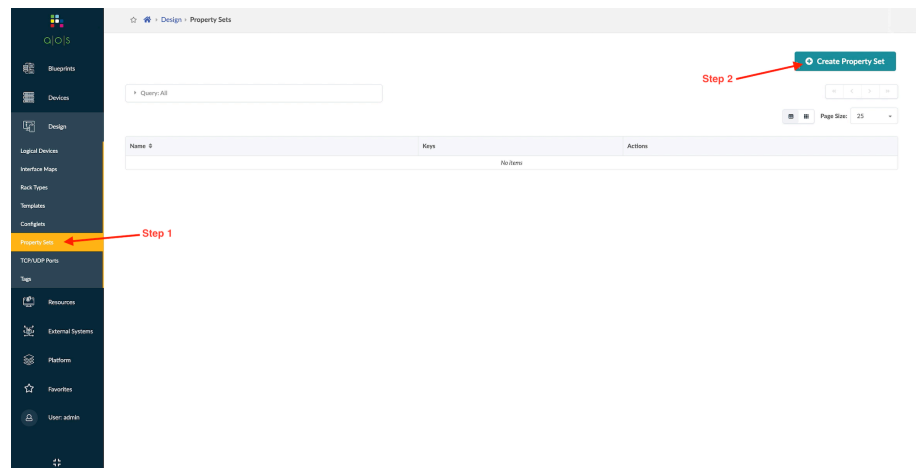 a|o|s
Design › Property Sets
Blueprints
Create Property Set
Step 2
Devices
Query: All
Design
Page Size: 25
Logical Devices
Name
Keys
Actions
Interface Maps
No items
Rack Types
Templates
Configlets
Property Sets
Step 1
TCP/UDP Ports
Tags
Resources
External Systems
Platform
Favorites
User: admin